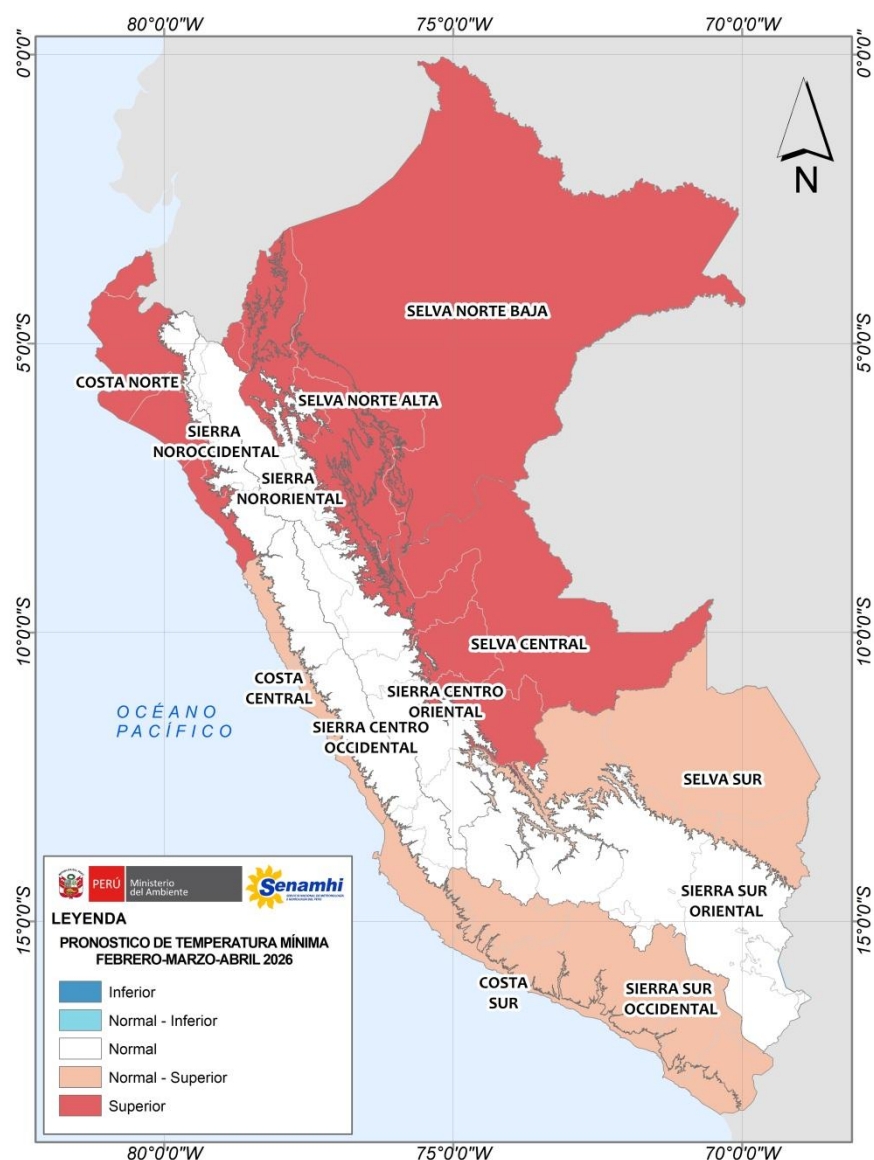 80°0'0"W 75°0'0"W 70°0'0"W
0°0'0"
0°0'0"
N
SELVA NORTE BAJA
5°0'0"S
5°0'0"S
COSTA NORTE
SELVA NORTE ALTA
SIERRA
NOROCCIDENTAL
SIERRA
NORORIENTAL
10°0'0"S
10°0'0"S
SELVA CENTRAL
COSTA
CENTRAL
SIERRA CENTRO
ORIENTAL
OCÉANO
PACÍFICO
SIERRA CENTRO
OCCIDENTAL
SELVA SUR
SIERRA SUR
ORIENTAL
15°0'0"S
15°0'0"S
COSTA
SUR
SIERRA SUR
OCCIDENTAL
PERÚ
Ministerio
del Ambiente
Senamhi
LEYENDA
PRONOSTICO DE TEMPERATURA MÍNIMA
FEBRERO-MARZO-ABRIL 2026
Inferior
Normal - Inferior
Normal
Normal - Superior
Superior
80°0'0"W 75°0'0"W 70°0'0"W